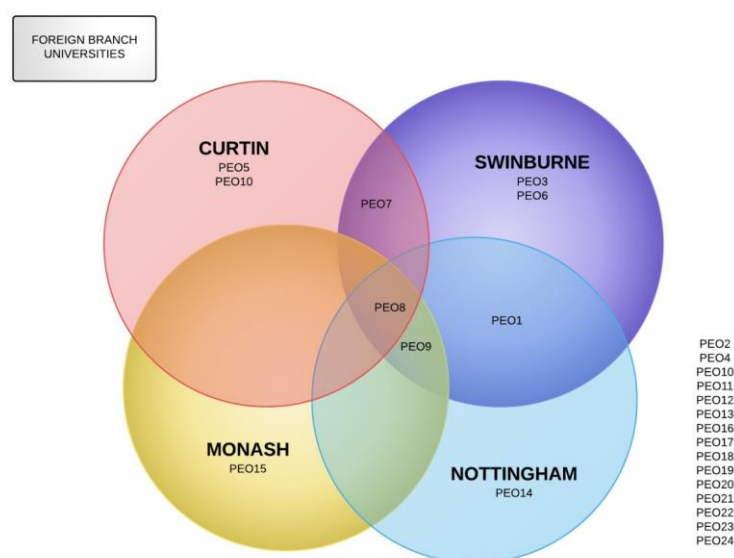 FOREIGN BRANCH
UNIVERSITIES
CURTIN
PEO5
PEO10
SWINBURNE
PEO3
PEO6
PEO7
PEO8
PEO1
PEO9
MONASH
PEO15
NOTTINGHAM
PEO14
PEO2
PEO4
PEO10
PEO11
PEO12
PEO13
PEO16
PEO17
PEO18
PEO19
PEO20
PEO21
PEO22
PEO23
PEO24